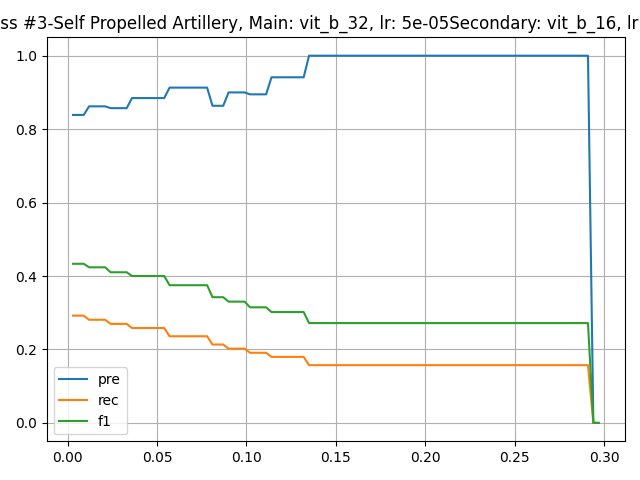 ss #3-Self Propelled Artillery, Main: vit_b_32, lr: 5e-05Secondary: vit_b_16, lr
1.0
0.8
0.6
0.4
0.2
0.0
pre
rec
f1
0.00 0.05 0.10 0.15 0.20 0.25 0.30